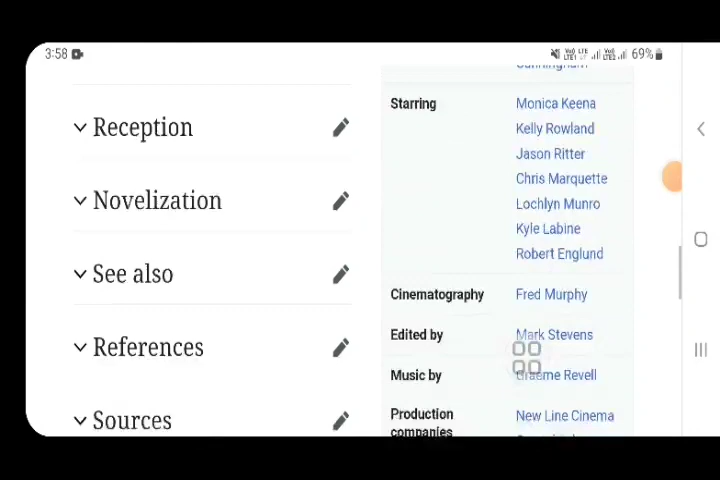 3:58
69%
Reception
Novelization
See also
References
Sources
Starring
Monica Keena
Kelly Rowland
Jason Ritter
Chris Marquette
Lochlyn Munro
Kyle Labine
Robert Englund
Cinematography
Fred Murphy
Edited by
Mark Stevens
Music by
Graeme Revell
Production
companies
New Line Cinema